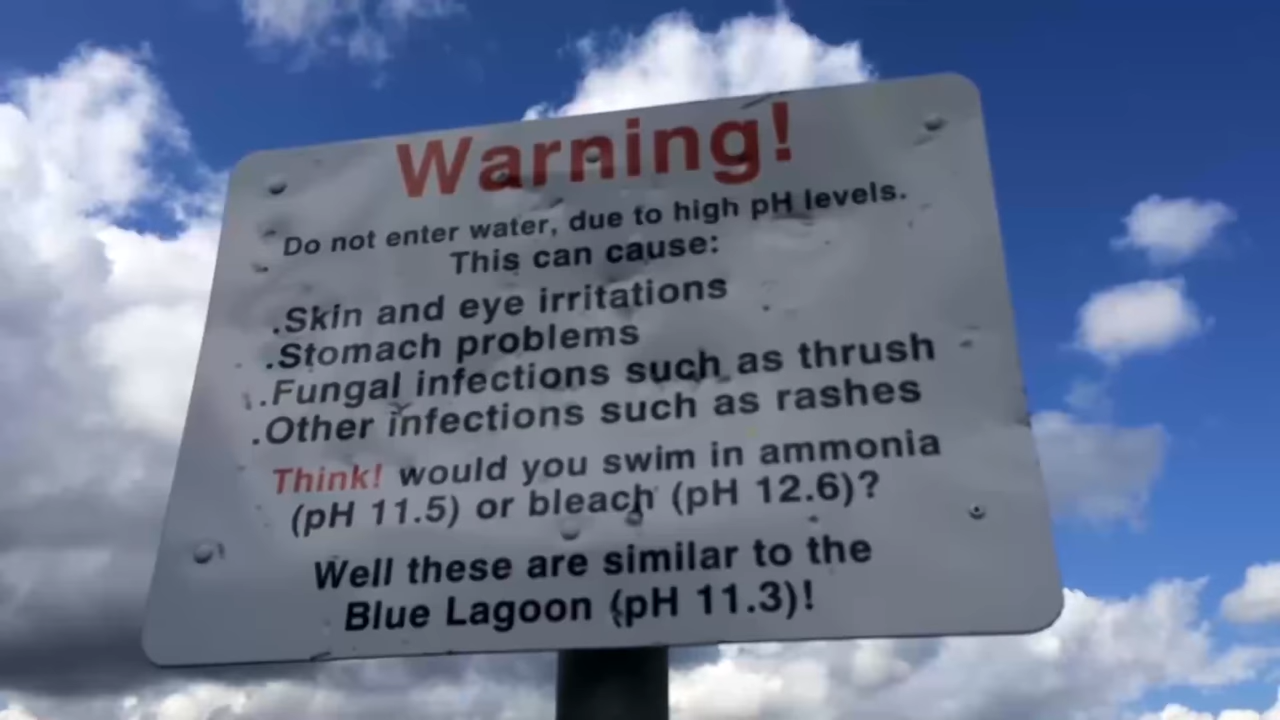 Warning!
Do not enter water, due to high pH levels.
This can cause:
.Skin and eye irritations
.Stomach problems
.Fungal infections such as thrush
.Other infections such as rashes
Think! would you swim in ammonia
(pH 11.5) or bleach (pH 12.6)?
Well these are similar to the
Blue Lagoon (pH 11.3)!